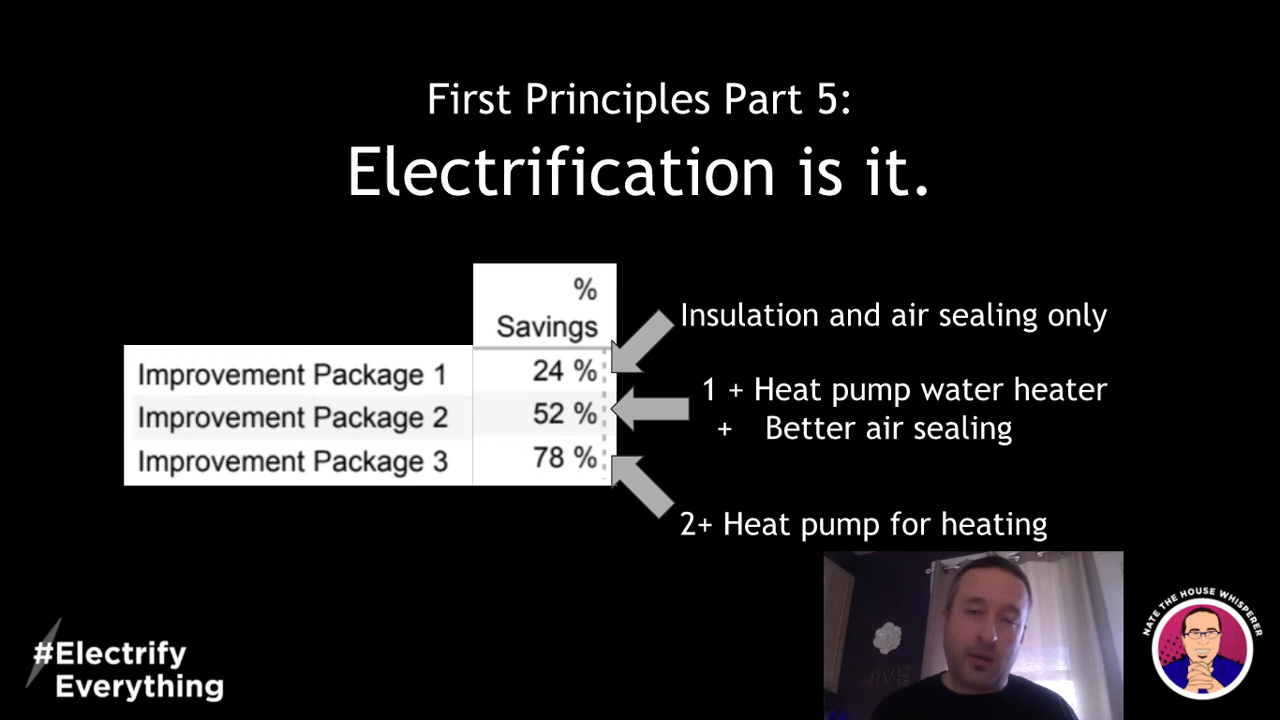 First Principles Part 5:
Electrification is it.
%
Savings
Improvement Package 1 24 %
Improvement Package 2 52 %
Improvement Package 3 78 %
Insulation and air sealing only
1 + Heat pump water heater
+ Better air sealing
2+ Heat pump for heating
#Electrify
Everything
NATE THE HOUSE WHISPERER